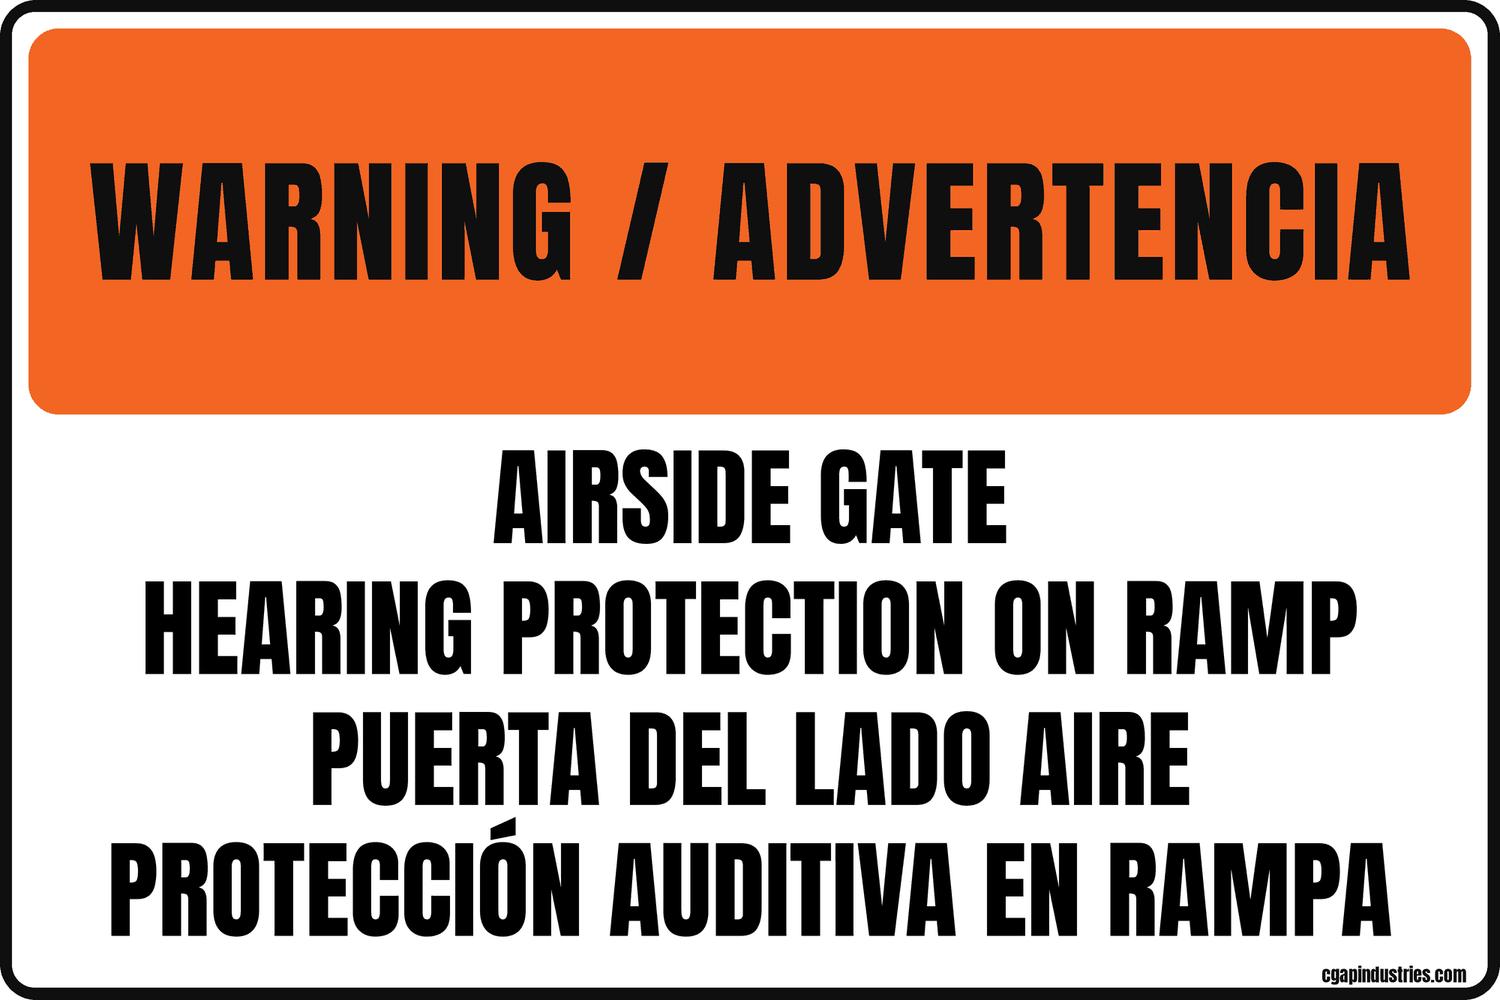 WARNING / ADVERTENCIA
AIRSIDE GATE
HEARING PROTECTION ON RAMP
PUERTA DEL LADO AIRE
PROTECCIÓN AUDITIVA EN RAMPA
cgapindustries.com